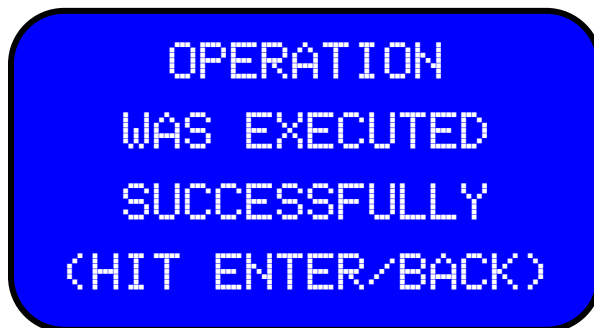 OPERATION
WAS EXECUTED
SUCCESSFULLY
(HIT ENTER/BACK)